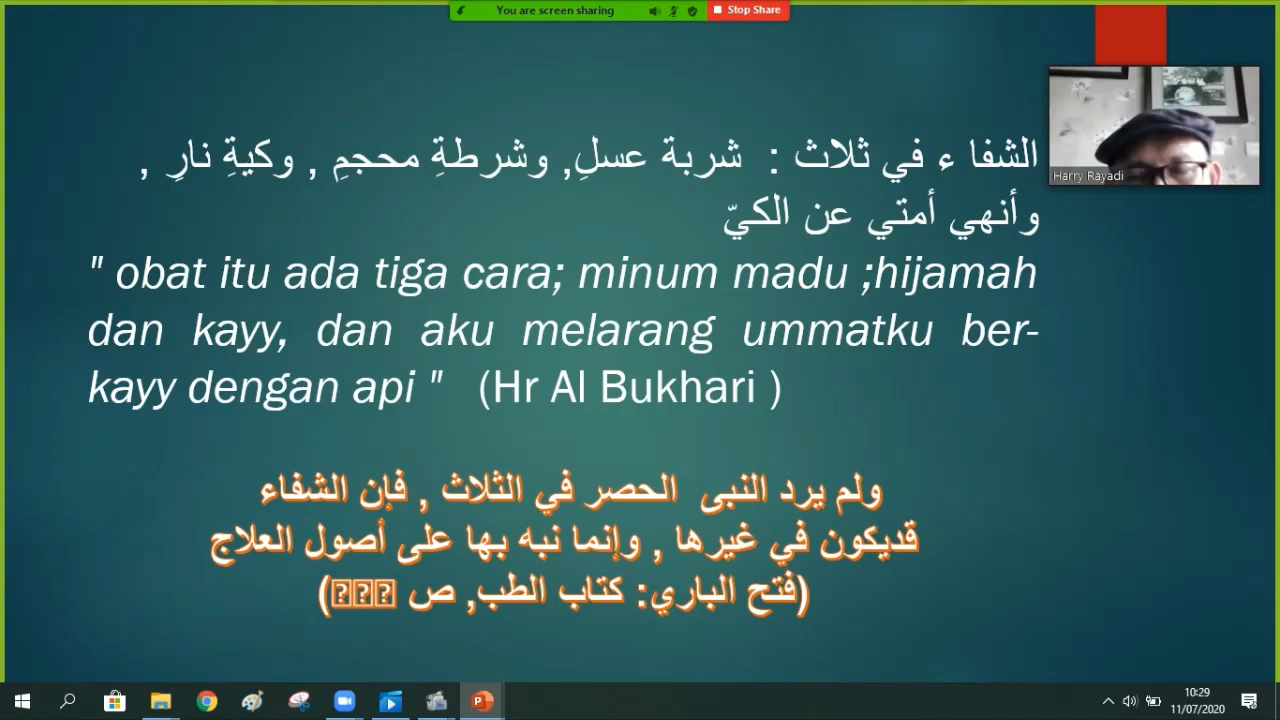 You are screen sharing
Stop Share
Harry Rayadi
الشفا ء في ثلاث : شربة عسلِ, وشرطةِ محجمِ , وكيةِ نارِ ,
وأنهي أمتي عن الكيّ
" obat itu ada tiga cara; minum madu ;hijamah
dan kayy, dan aku melarang ummatku ber-
kayy dengan api " (Hr Al Bukhari )
ولم يرد النبى الحصر في الثلاث , فإن الشفاء
قديكون في غيرها , وإنما نبه بها على أصول العلاج
(فتح الباري: كتاب الطب, ص)
10:29
11/07/2020